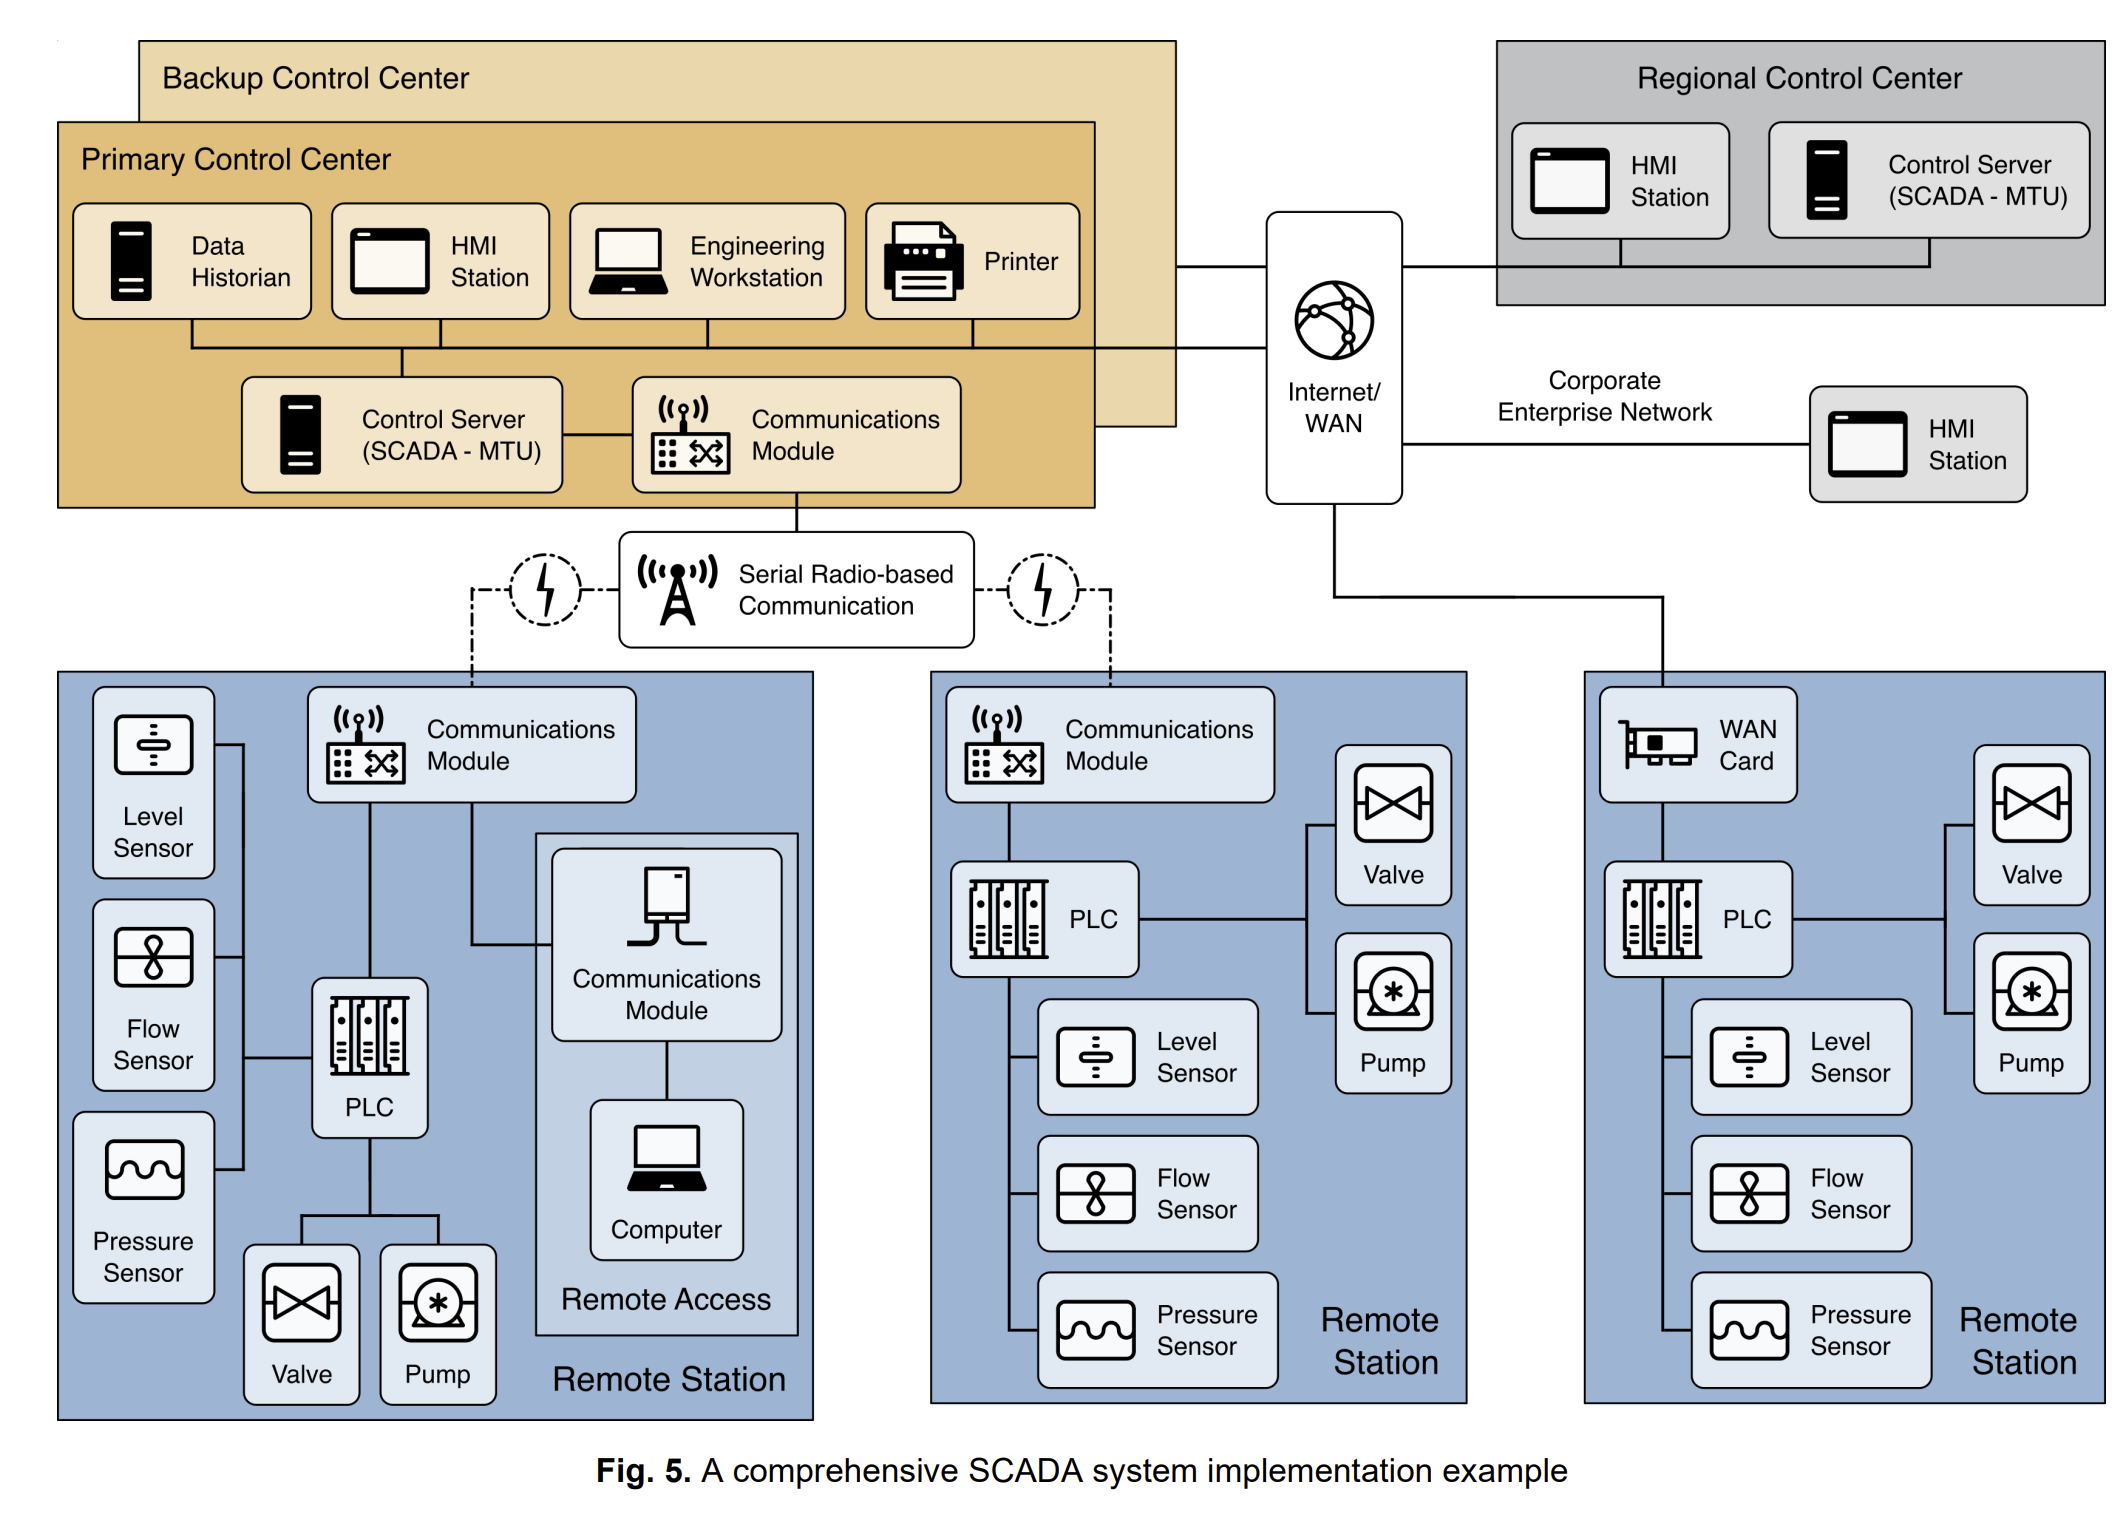 Backup Control Center
Primary Control Center
Data
Historian
HMI
Station
Engineering
Workstation
Printer
Control Server
(SCADA - MTU)
Communications
Module
Regional Control Center
HMI
Station
Control Server
(SCADA - MTU)
Internet/
WAN
Corporate
Enterprise Network
HMI
Station
Serial Radio-based
Communication
Level
Sensor
Flow
Sensor
Pressure
Sensor
Communications
Module
PLC
Valve
Pump
Communications
Module
Computer
Remote Access
Remote Station
Communications
Module
PLC
Valve
Pump
Level
Sensor
Flow
Sensor
Pressure
Sensor
Remote
Station
WAN
Card
PLC
Valve
Pump
Level
Sensor
Flow
Sensor
Pressure
Sensor
Remote
Station
Fig. 5. A comprehensive SCADA system implementation example